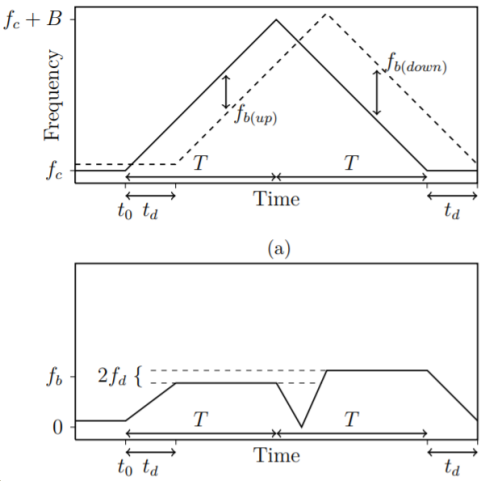 f_c + B
Frequency
f_b(down)
f_b(up)
f_c
T T
t_0 t_d Time t_d
(a)
f_b 2f_d {
0
T T
t_0 t_d Time t_d